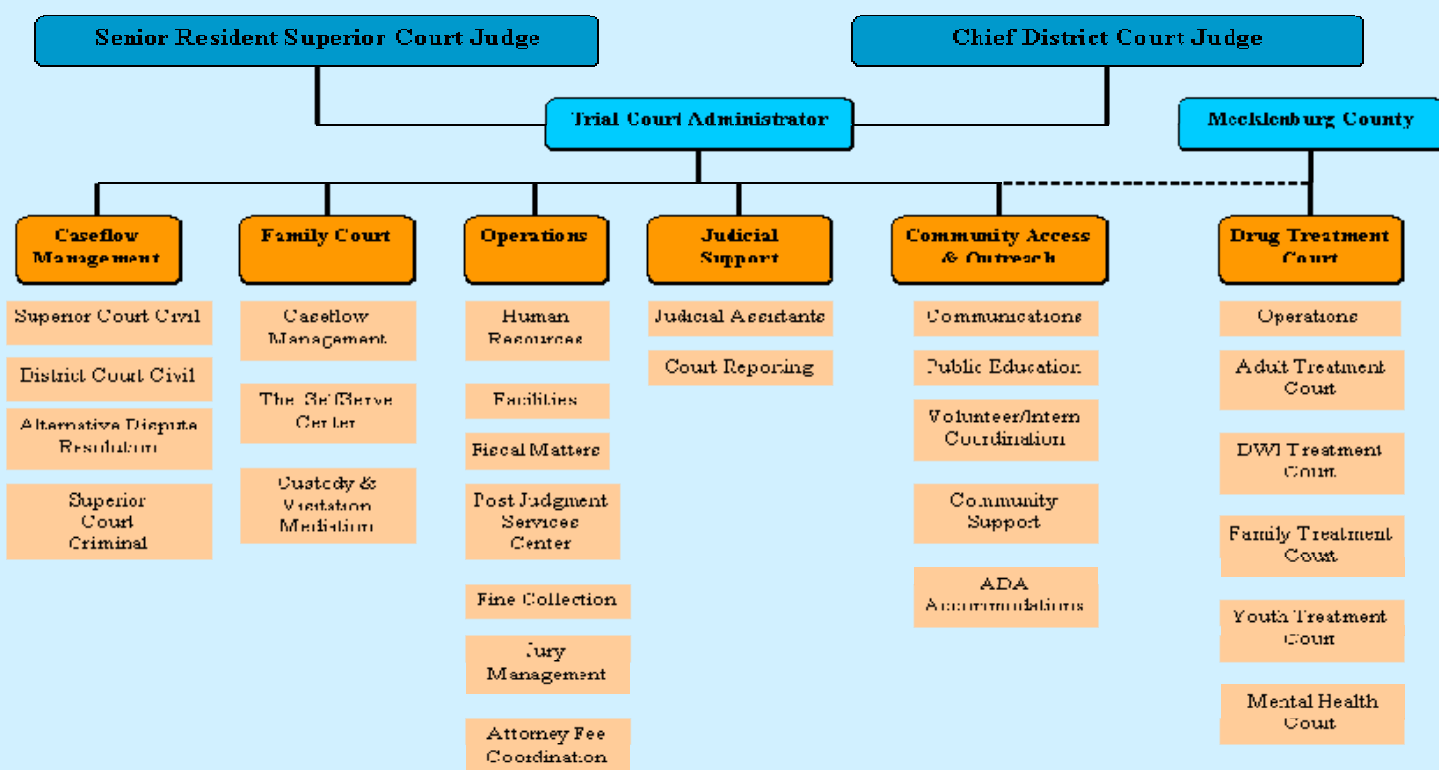 Senior Resident Superior Court Judge
Chief District Court Judge
Trial Court Administrator
Mecklenburg County
Caseflow
Management
Family Court
Operations
Judicial
Support
Community Access
& Outreach
Drug Treatment
Court
Superior Court Civil
District Court Civil
Alternative Dispute
Resolution
Superior
Court
Criminal
Caseflow
Management
The SelfServe
Center
Custody &
Visitation
Mediation
Human
Resources
Facilities
Fiscal Matters
Post Judgment
Services
Center
Fine Collection
Jury
Management
Attorney Fee
Coordination
Judicial Assistants
Court Reporting
Communications
Public Education
Volunteer/Intern
Coordination
Community
Support
ADA
Accommodations
Operations
Adult Treatment
Court
DWI Treatment
Court
Family Treatment
Court
Youth Treatment
Court
Mental Health
Court